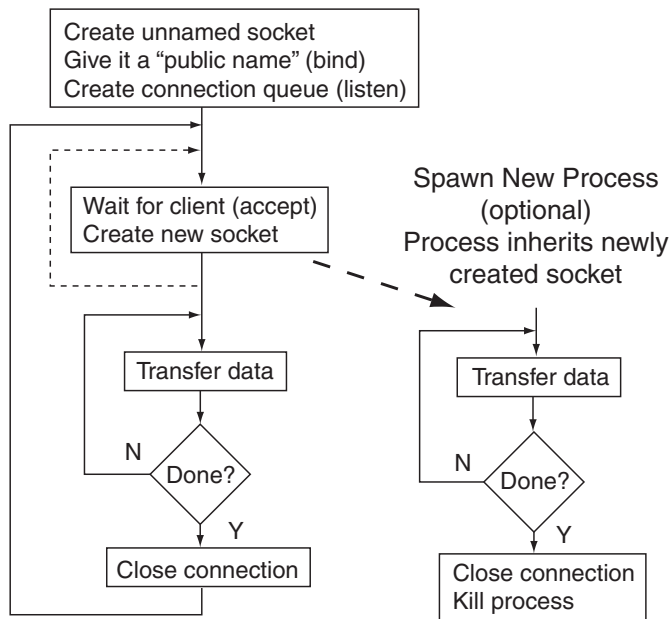 Create unnamed socket
Give it a “public name” (bind)
Create connection queue (listen)
Wait for client (accept)
Create new socket
Spawn New Process
(optional)
Process inherits newly
created socket
Transfer data
N
Done?
Y
Close connection
Transfer data
N
Done?
Y
Close connection
Kill process